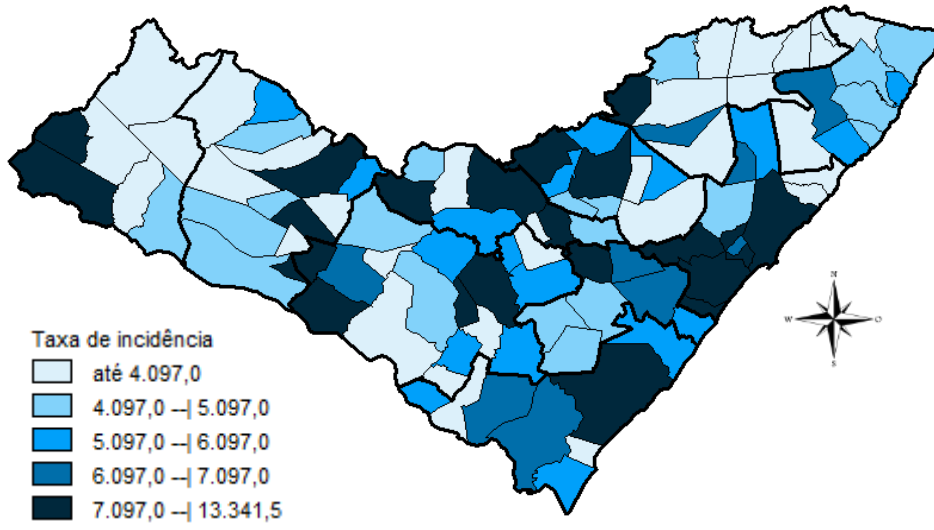 N
W
O
S
Taxa de incidência
até 4.097,0
4.097,0 --| 5.097,0
5.097,0 --| 6.097,0
6.097,0 --| 7.097,0
7.097,0 --| 13.341,5